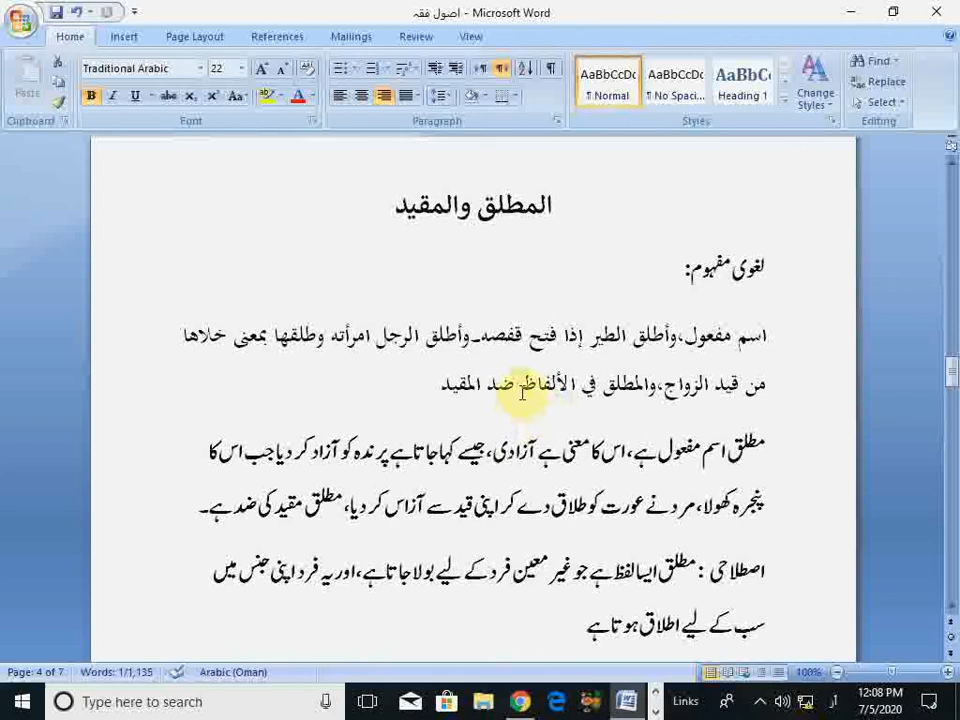 اصول فقہ - Microsoft Word
Home Insert Page Layout References Mailings Review View
Paste
Traditional Arabic 22
AaBbCcDc AaBbCcDc AaBbC
¶ Normal ¶ No Spaci... Heading 1
Change Styles
Find
Replace
Select
Clipboard Font Paragraph Styles Editing
المطلق والمقيد
لغوی مفہوم:
اسم مفعول،وأطلق الطير إذا فتح قفصه۔وأطلق الرجل امرأته وطلقها بمعنى خلاها
من قيد الزواج،والمطلق في الألفاظ ضد المقيد
مطلق اسم مفعول ہے،اس کا معنی ہے آزادی،جیسے کہا جاتا ہے پرندہ کو آزاد کر دیا جب اس کا
پنجرہ کھولا، مرد نے عورت کو طلاق دے کر اپنی قید سے آزاس کر دیا، مطلق مقید کی ضد ہے۔
اصطلاحی : مطلق ایسا لفظ ہے جو غیر معین فرد کے لیے بولا جاتا ہے،اور یہ فرد اپنی جنس میں
سب کے لیے اطلاق ہوتا ہے
Page: 4 of 7 Words: 1/1,135 Arabic (Oman) 100%
Type here to search
Links
12:08 PM
7/5/2020